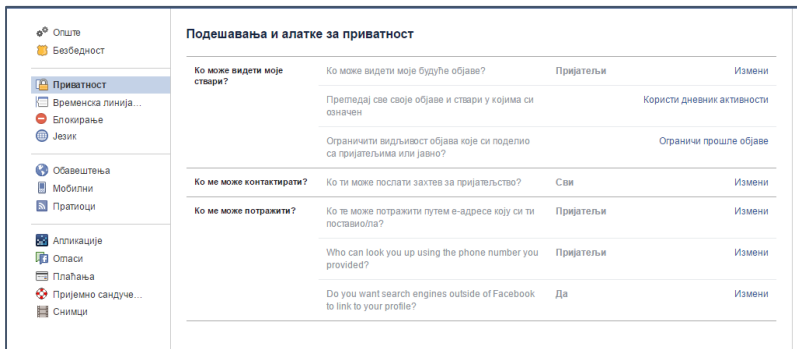 Опште
Безбедност
Приватност
Временска линија...
Блокирање
Језик
Обавештења
Мобилни
Пратиоци
Апликације
Огласи
Плаћања
Пријемно сандуче...
Снимци
Подешавања и алатке за приватност
Ко може видети моје
ствари?
Ко може видети моје будуће објаве?
Пријатељи
Измени
Прегледај све своје објаве и ствари у којима си
означен
Користи дневник активности
Ограничити видљивост објава које си поделио
са пријатељима или јавно?
Ограничи прошле објаве
Ко ме може контактирати?
Ко ти може послати захтев за пријатељство?
Сви
Измени
Ко ме може потражити?
Ко те може потражити путем е-адресе коју си ти
поставио/ла?
Пријатељи
Измени
Who can look you up using the phone number you
provided?
Пријатељи
Измени
Do you want search engines outside of Facebook
to link to your profile?
Да
Измени